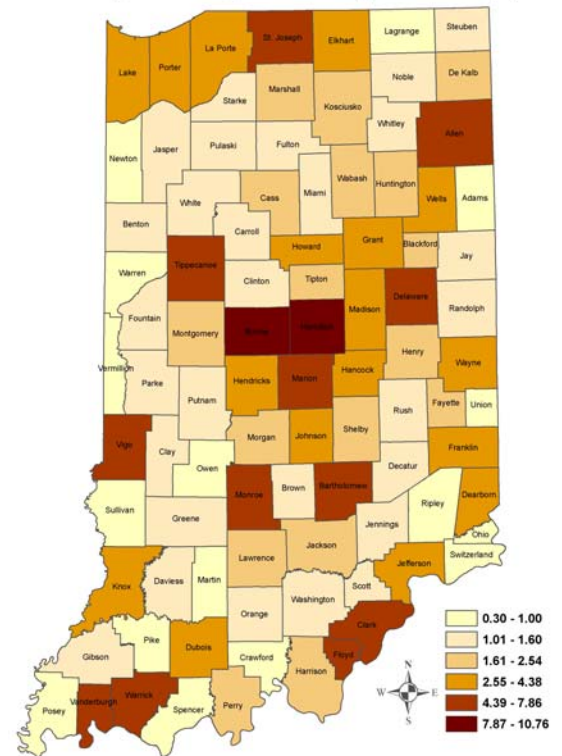 Lagrange
Steuben
St. Joseph
Elkhart
La Porte
Porter
Lake
Noble
De Kalb
Marshall
Starke
Kosciusko
Whitley
Allen
Jasper
Pulaski
Fulton
Newton
Wabash
Huntington
Miami
Cass
Wells
Adams
White
Benton
Carroll
Howard
Grant
Blackford
Jay
Tippecanoe
Warren
Clinton
Tipton
Delaware
Madison
Randolph
Fountain
Montgomery
Boone
Hamilton
Henry
Wayne
Vermillion
Parke
Hendricks
Marion
Hancock
Putnam
Rush
Fayette
Union
Morgan
Johnson
Shelby
Vigo
Clay
Owen
Franklin
Decatur
Monroe
Brown
Bartholomew
Dearborn
Ripley
Sullivan
Greene
Jennings
Ohio
Switzerland
Lawrence
Jackson
Jefferson
Knox
Daviess
Martin
Scott
Washington
Orange
Clark
Pike
Dubois
Floyd
Gibson
Crawford
Harrison
Posey
Vanderburgh
Warrick
Spencer
Perry
N
W E
S
0.30 - 1.00
1.01 - 1.60
1.61 - 2.54
2.55 - 4.38
4.39 - 7.86
7.87 - 10.76